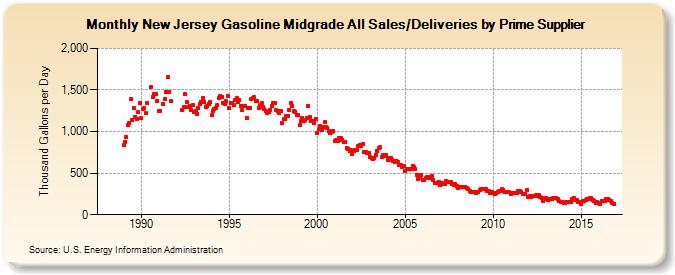 Monthly New Jersey Gasoline Midgrade All Sales/Deliveries by Prime Supplier
Thousand Gallons per Day
2,000
1,500
1,000
500
0
1990 1995 2000 2005 2010 2015
Source: U.S. Energy Information Administration